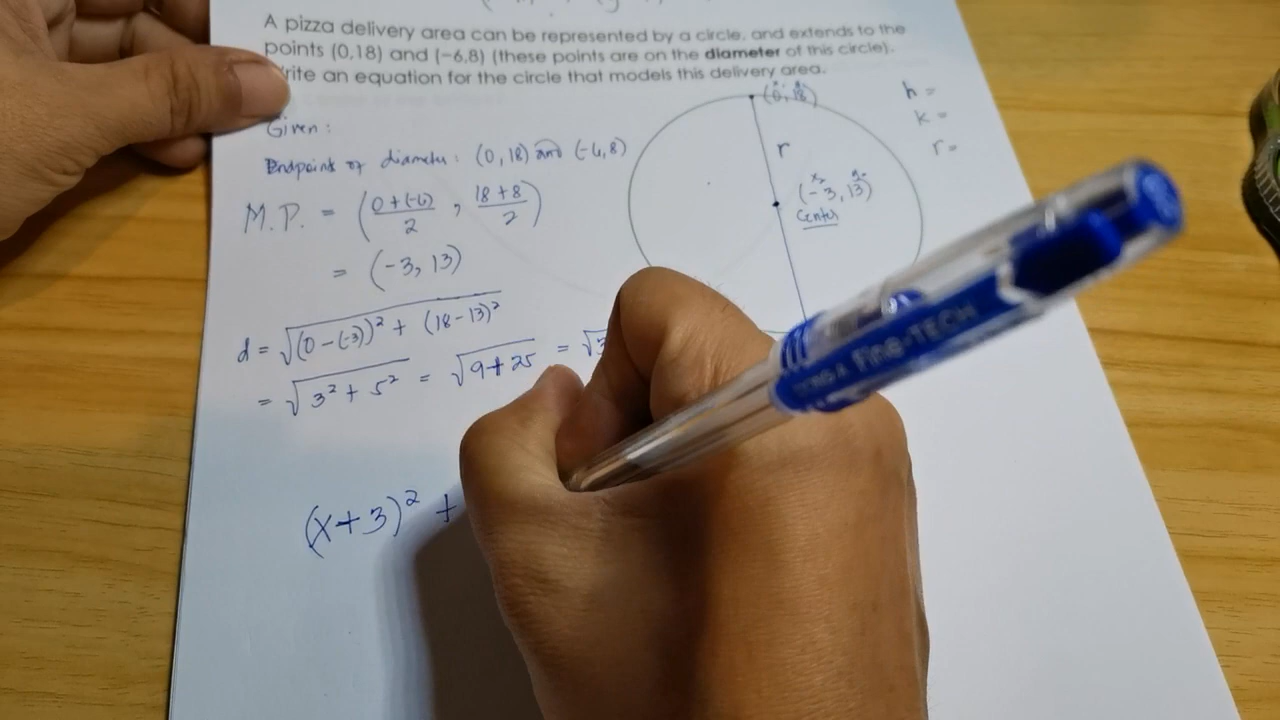 A pizza delivery area can be represented by a circle, and extends to the
points (0,18) and (−6,8) (these points are on the diameter of this circle).
rite an equation for the circle that models this delivery area.
Given:
Endpoint of diameter: (0,18) and (-6,8)
M.P. = (0+(-6)/2 , 18+8/2)
= (-3, 13)
d = √(0-(-3))² + (18-13)²
= √3² + 5² = √9+25 = √3
(x+3)² +
(0, 18)
r
(-3, 13)
Center
h =
k =
r =
Fine-TECH